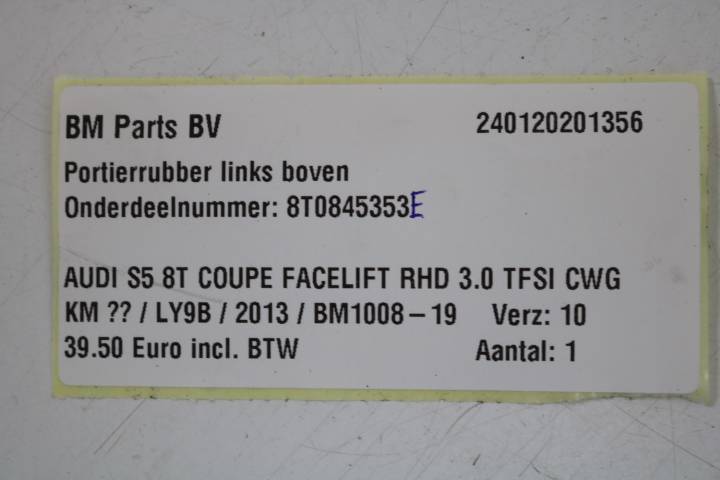 BM Parts BV 240120201356
Portierrubber links boven
Onderdeelnummer: 8T0845353E
AUDI S5 8T COUPE FACELIFT RHD 3.0 TFSI CWG
KM ?? / LY9B / 2013 / BM1008-19 Verz: 10
39.50 Euro incl. BTW Aantal: 1